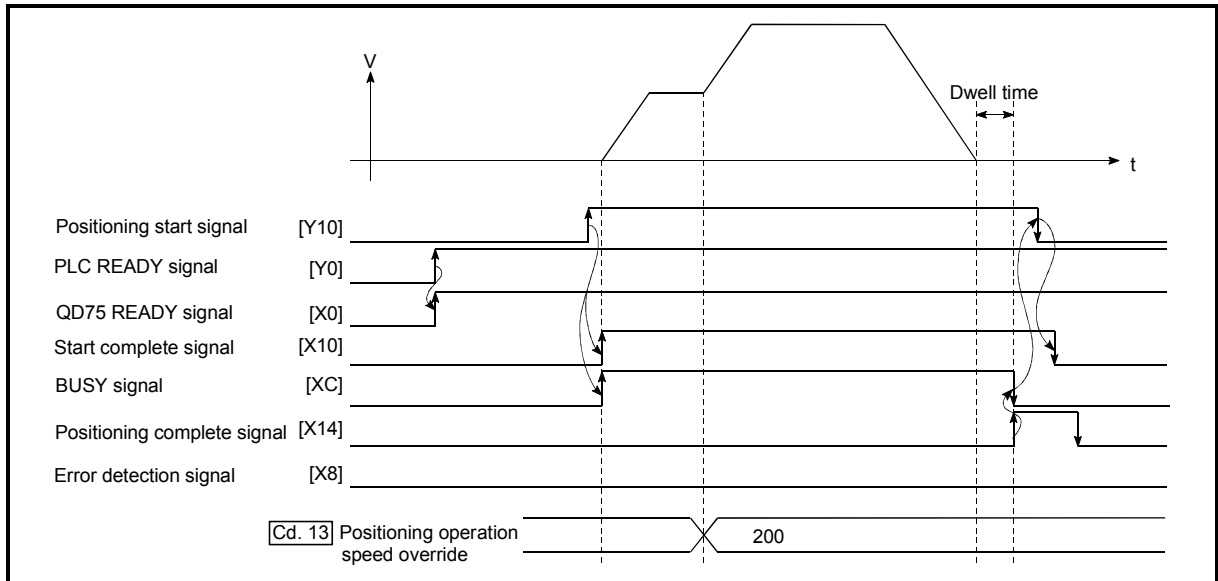 V
Dwell time
t
Positioning start signal [Y10]
PLC READY signal [Y0]
QD75 READY signal [X0]
Start complete signal [X10]
BUSY signal [XC]
Positioning complete signal [X14]
Error detection signal [X8]
Cd. 13 Positioning operation 200
speed override